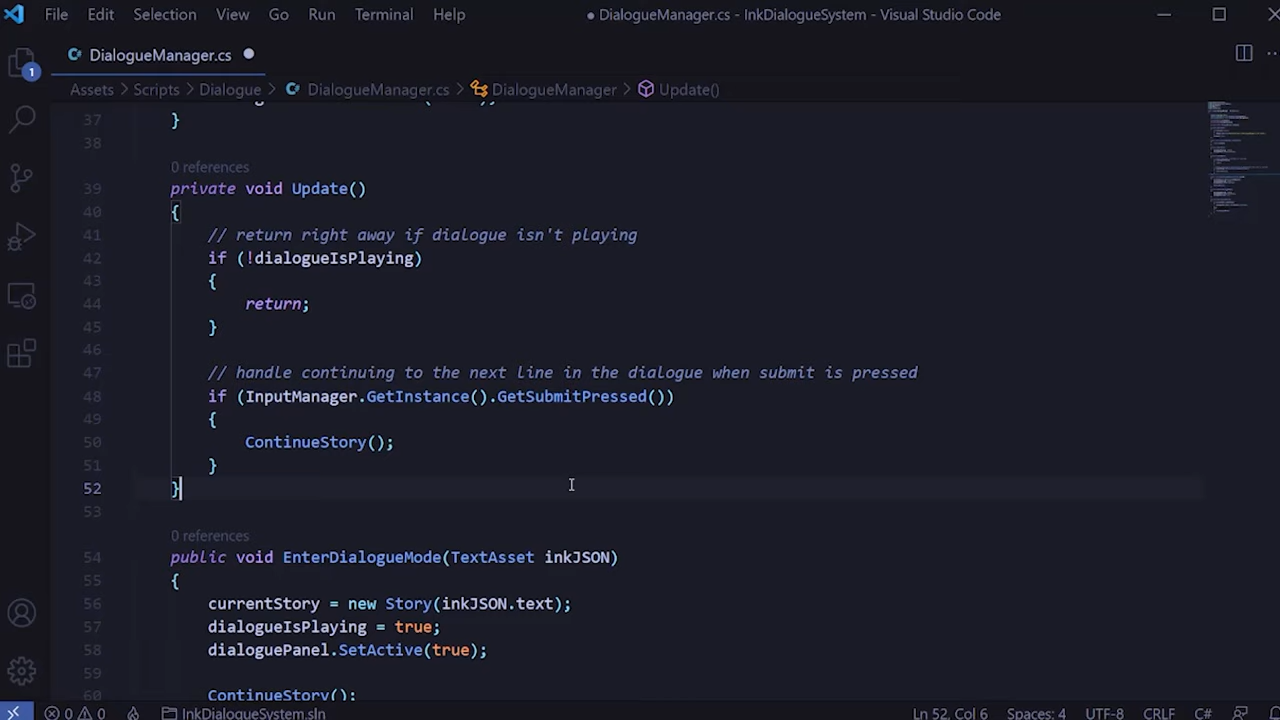 File Edit Selection View Go Run Terminal Help ● DialogueManager.cs - InkDialogueSystem - Visual Studio Code
DialogueManager.cs
1
Assets > Scripts > Dialogue > DialogueManager.cs > DialogueManager > Update()
37 }
38
0 references
39 private void Update()
40 {
41 // return right away if dialogue isn't playing
42 if (!dialogueIsPlaying)
43 {
44 return;
45 }
46
47 // handle continuing to the next line in the dialogue when submit is pressed
48 if (InputManager.GetInstance().GetSubmitPressed())
49 {
50 ContinueStory();
51 }
52 }
53
0 references
54 public void EnterDialogueMode(TextAsset inkJSON)
55 {
56 currentStory = new Story(inkJSON.text);
57 dialogueIsPlaying = true;
58 dialoguePanel.SetActive(true);
59
60 ContinueStory();
0 0 InkDialogueSystem.sln Ln 52, Col 6 Spaces: 4 UTF-8 CRLF C#